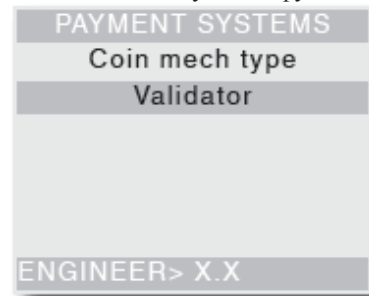 PAYMENT SYSTEMS
Coin mech type
Validator
ENGINEER> X.X